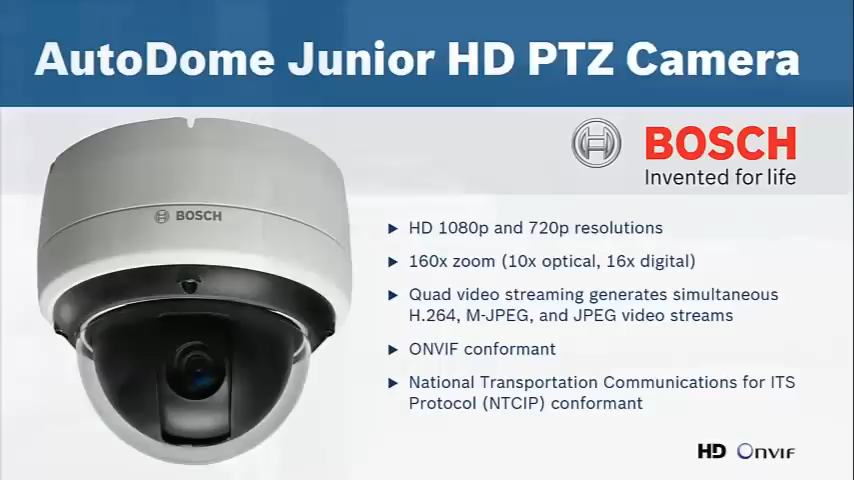 AutoDome Junior HD PTZ Camera
BOSCH
Invented for life
BOSCH
HD 1080p and 720p resolutions
160x zoom (10x optical, 16x digital)
Quad video streaming generates simultaneous
H.264, M-JPEG, and JPEG video streams
ONVIF conformant
National Transportation Communications for ITS
Protocol (NTCIP) conformant
HD ONVIF